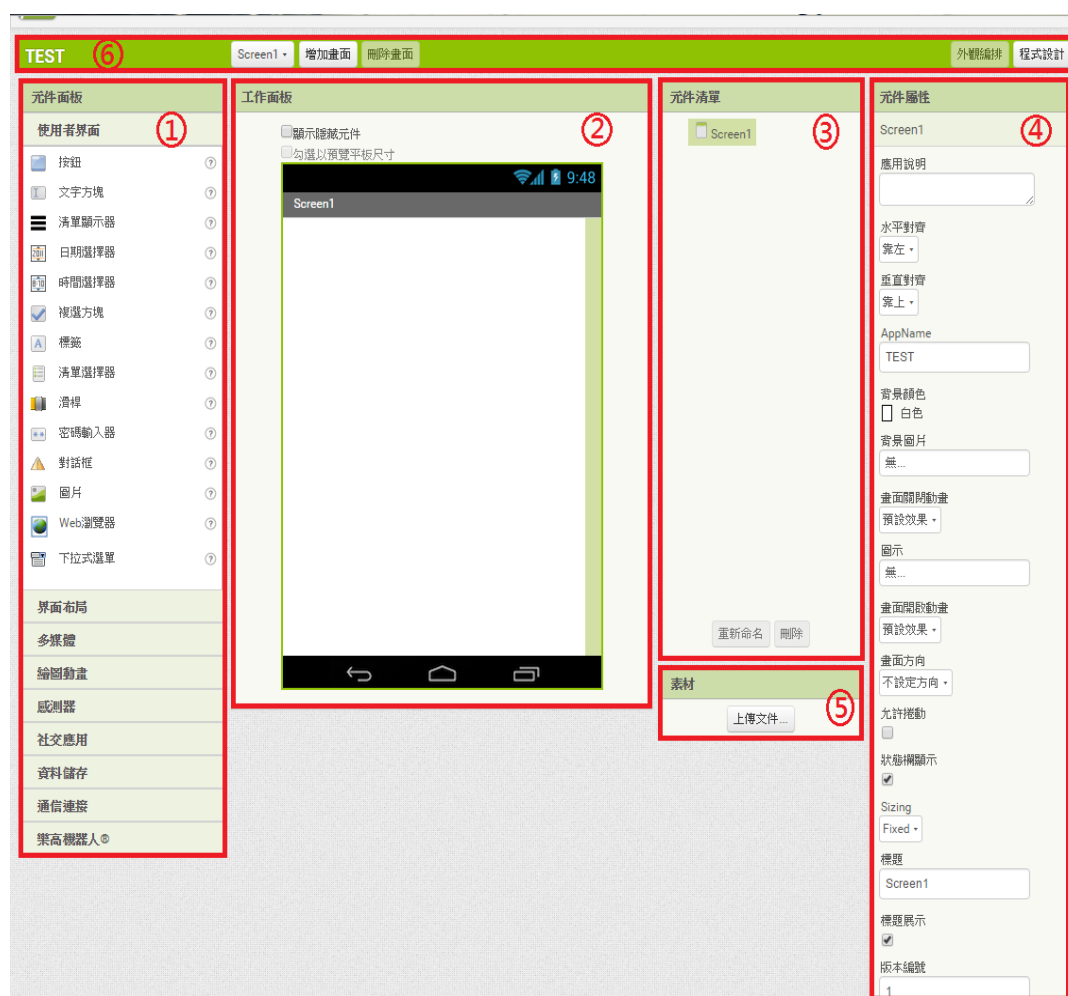 TEST ⑥ Screen1 增加畫面 刪除畫面 外觀編排 程式設計
元件面板
使用者界面 ①
按鈕 ?
文字方塊 ?
清單顯示器 ?
日期選擇器 ?
時間選擇器 ?
複選方塊 ?
標籤 ?
清單選擇器 ?
滑桿 ?
密碼輸入器 ?
對話框 ?
圖片 ?
Web瀏覽器 ?
下拉式選單 ?
界面布局
多媒體
繪圖動畫
感測器
社交應用
資料儲存
通信連接
樂高機器人®
工作面板
②
顯示隱藏元件
勾選以預覽平板尺寸
9:48
Screen1
元件清單
Screen1 ③
重新命名 刪除
素材
上傳文件... ⑤
元件屬性
Screen1 ④
應用說明
水平對齊
靠左
垂直對齊
靠上
AppName
TEST
背景顏色
白色
背景圖片
無...
畫面關閉動畫
預設效果
圖示
無...
畫面開啟動畫
預設效果
畫面方向
不設定方向
允許捲動
狀態欄顯示
Sizing
Fixed
標題
Screen1
標題展示
版本編號
1